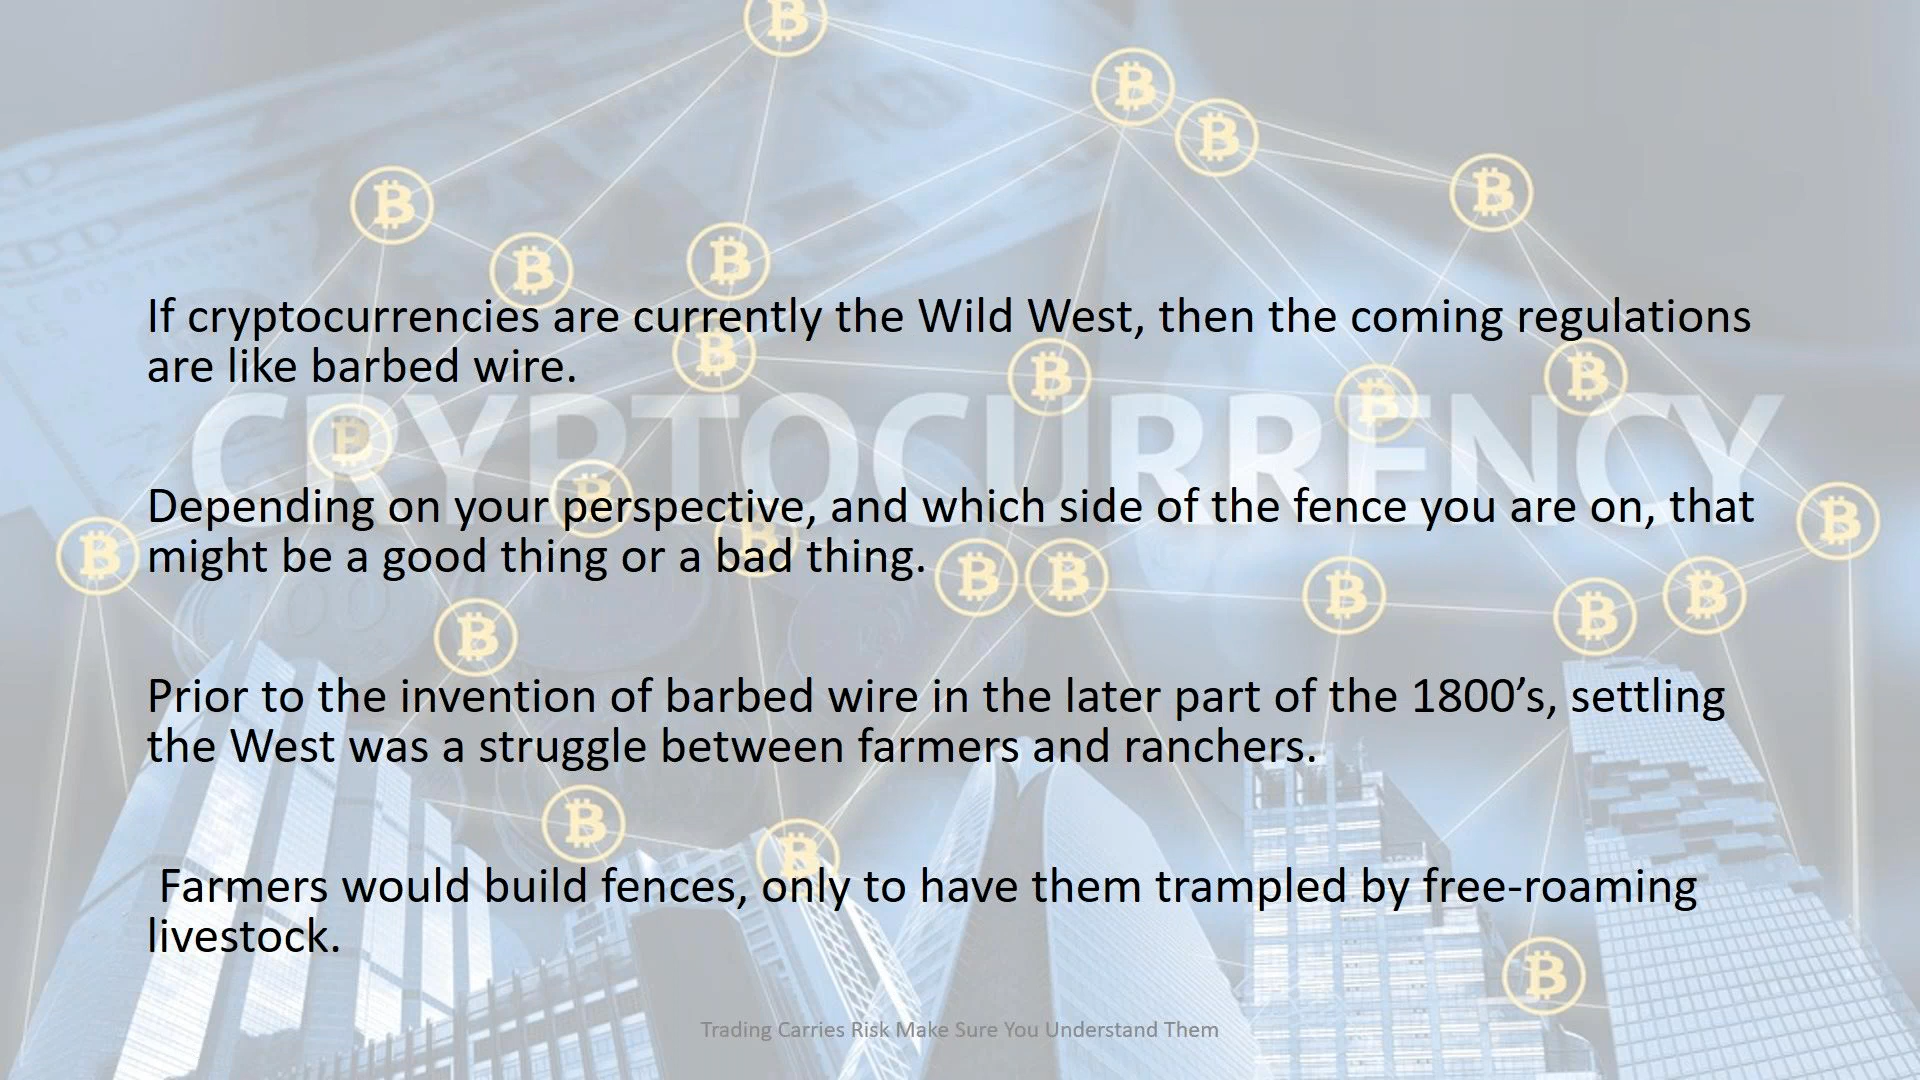 If cryptocurrencies are currently the Wild West, then the coming regulations
are like barbed wire.
CRYPTOCURRENCY
Depending on your perspective, and which side of the fence you are on, that
might be a good thing or a bad thing.
Prior to the invention of barbed wire in the later part of the 1800’s, settling
the West was a struggle between farmers and ranchers.
Farmers would build fences, only to have them trampled by free-roaming
livestock.
Trading Carries Risk Make Sure You Understand Them